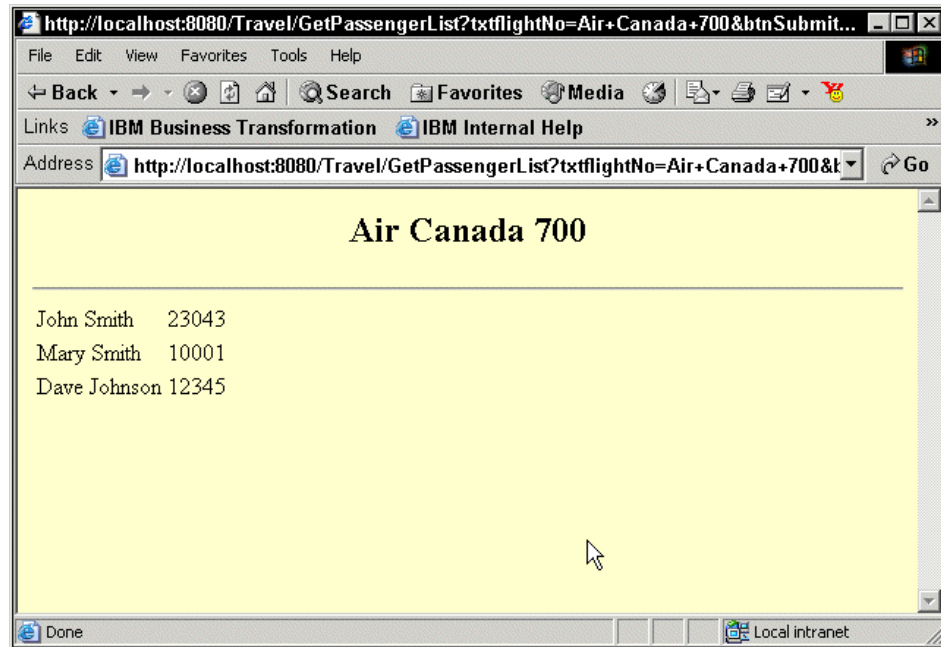 http://localhost:8080/Travel/GetPassengerList?txtflightNo=Air+Canada+700&btnSubmit...
File Edit View Favorites Tools Help
Back Search Favorites Media
Links IBM Business Transformation IBM Internal Help »
Address http://localhost:8080/Travel/GetPassengerList?txtflightNo=Air+Canada+700&b Go
Air Canada 700
John Smith 23043
Mary Smith 10001
Dave Johnson 12345
Done Local intranet